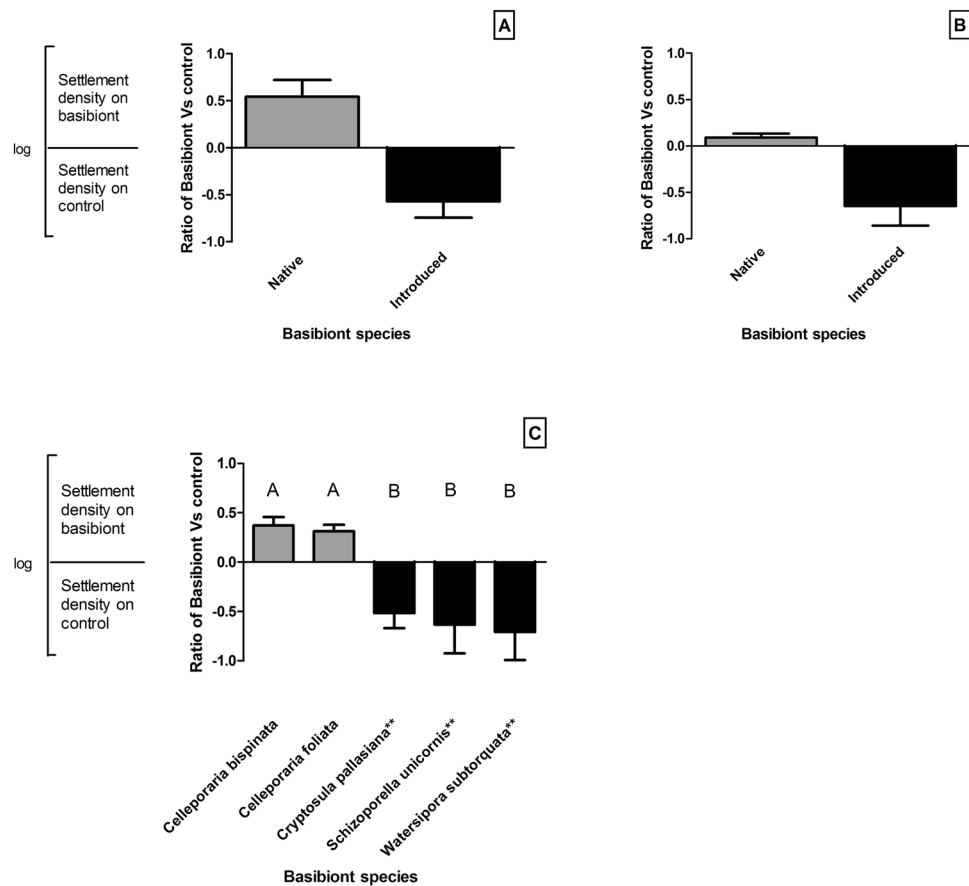 A
log
Settlement
density on
basibiont
Settlement
density on
control
Ratio of Basibiont Vs control
1.0
0.5
0.0
-0.5
-1.0
Native
Introduced
Basibiont species
B
Ratio of Basibiont Vs control
1.0
0.5
0.0
-0.5
-1.0
Native
Introduced
Basibiont species
C
log
Settlement
density on
basibiont
Settlement
density on
control
Ratio of Basibiont Vs control
1.0
0.5
0.0
-0.5
-1.0
A
A
B
B
B
Celleporaria bispinata
Celleporaria foliata
Cryptosula pallasiana**
Schizoporella unicornis**
Watersipora subtorquata**
Basibiont species